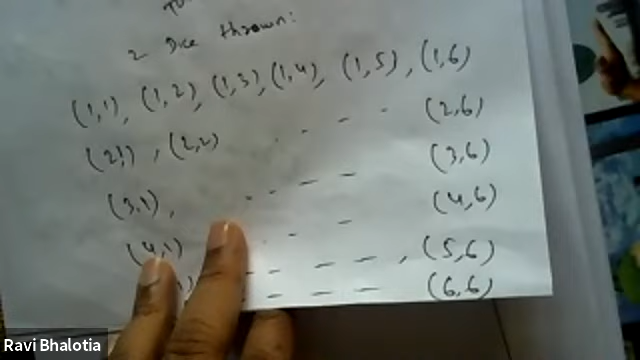 2 Dice thrown:
(1,1), (1,2), (1,3), (1,4), (1,5), (1,6)
(2,1), (2,2) - - - - (2,6)
(3,1), - - - - (3,6)
(4,1) - - - (4,6)
- - - - , (5,6)
- - - - (6,6)
Ravi Bhalotia